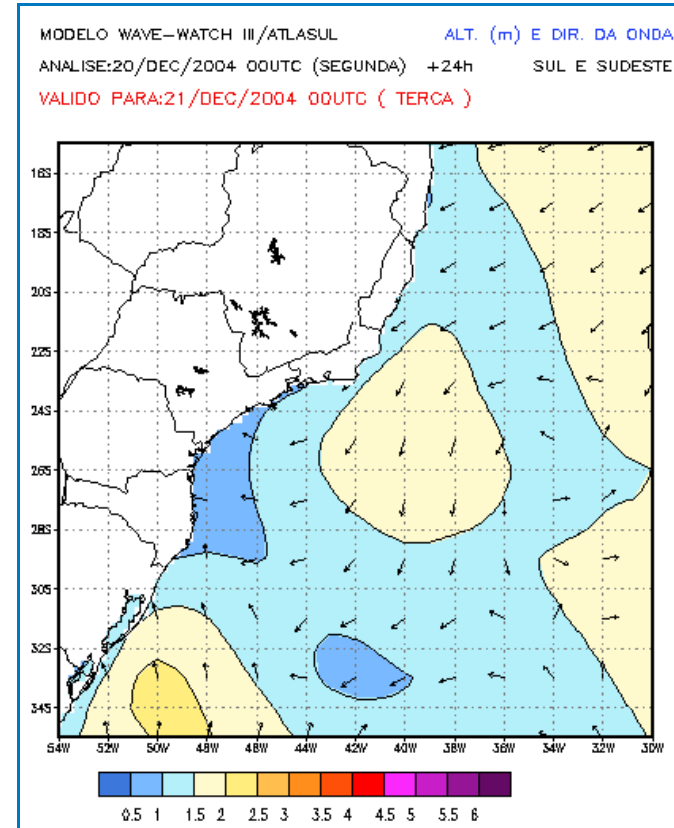 MODELO WAVE–WATCH III/ATLASUL ALT. (m) E DIR. DA ONDA
ANALISE:20/DEC/2004 00UTC (SEGUNDA) +24h SUL E SUDESTE
VALIDO PARA:21/DEC/2004 00UTC ( TERCA )
16S
18S
20S
22S
24S
26S
28S
30S
32S
34S
54W 52W 50W 48W 46W 44W 42W 40W 38W 36W 34W 32W 30W
0.5 1 1.5 2 2.5 3 3.5 4 4.5 5 5.5 6